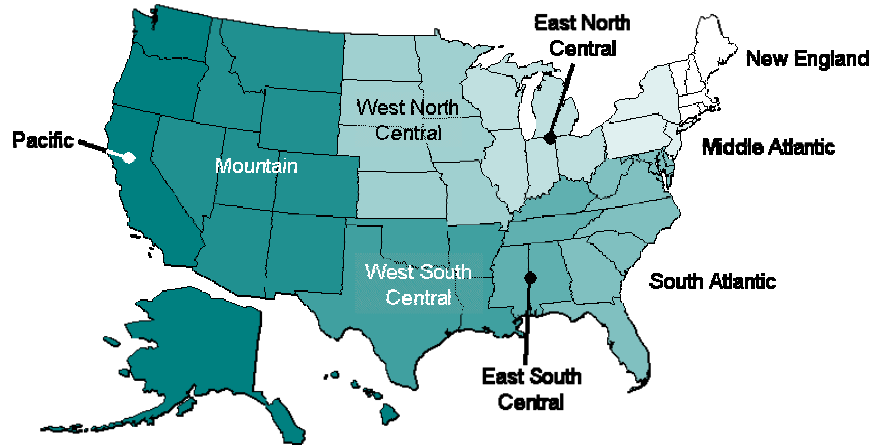 East North
Central
New England
West North
Central
Pacific
Mountain
Middle Atlantic
West South
Central
South Atlantic
East South
Central